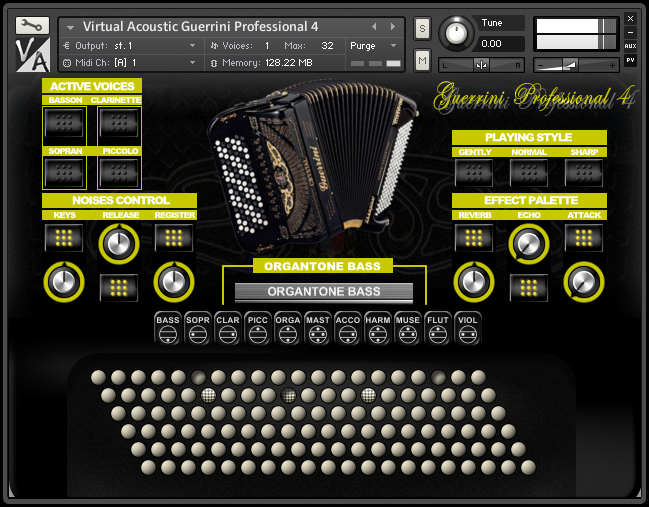 Virtual Acoustic Guerrini Professional 4
Output: st. 1 Voices: 1 Max: 32 Purge
Midi Ch: [A] 1 Memory: 128.22 MB
S
M
Tune
0.00
L R
- +
×
-
AUX
PV
VA
ACTIVE VOICES
BASSON CLARINETTE
SOPRAN PICCOLO
Guerrini Professional 4
PLAYING STYLE
GENTLY NORMAL SHARP
NOISES CONTROL
KEYS RELEASE REGISTER
EFFECT PALETTE
REVERB ECHO ATTACK
Guerrini
ORGANTONE BASS
ORGANTONE BASS
BASS SOPR CLAR PICC ORGA MAST ACCO HARM MUSE FLUT VIOL